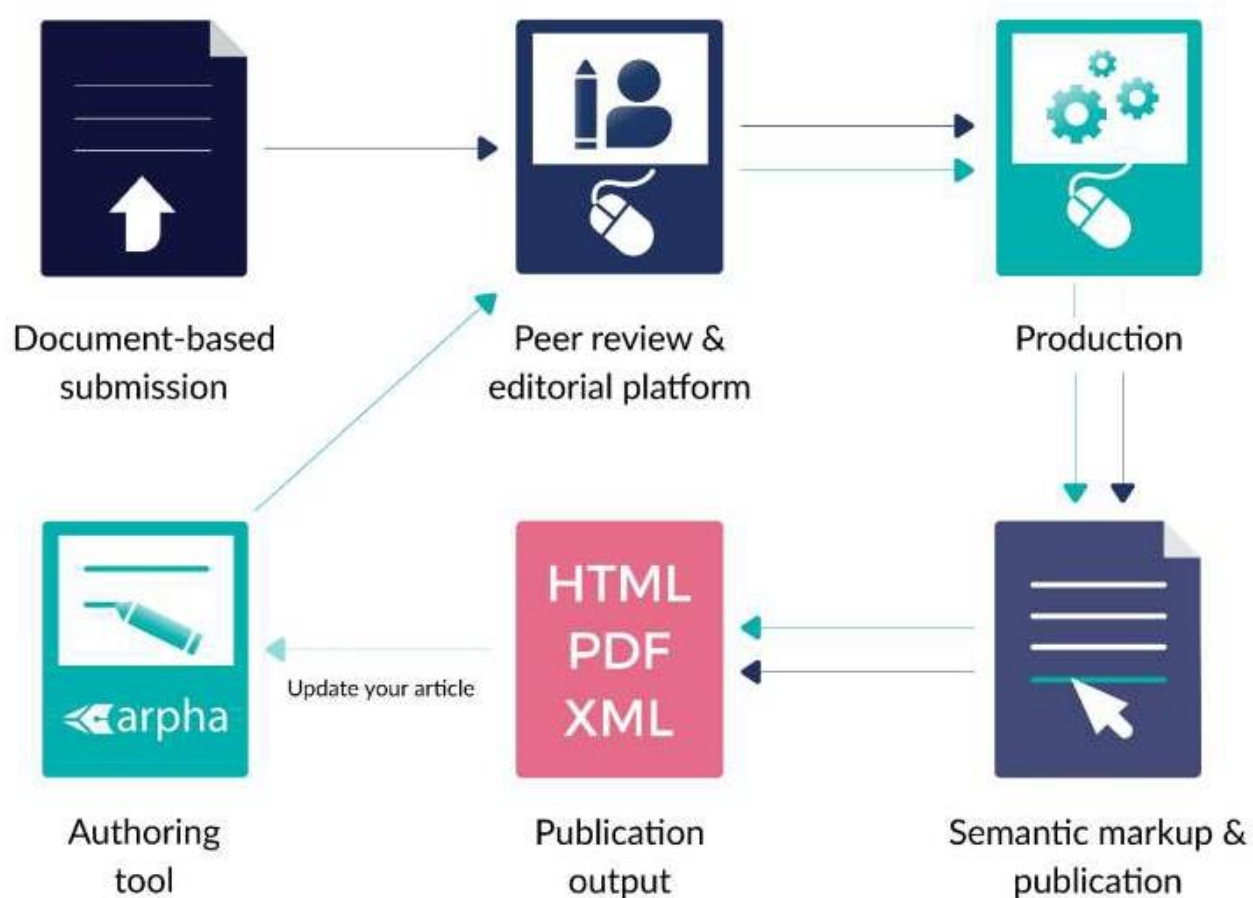 Document-based
submission
Peer review &
editorial platform
Production
arpha
Authoring
tool
Update your article
HTML
PDF
XML
Publication
output
Semantic markup &
publication